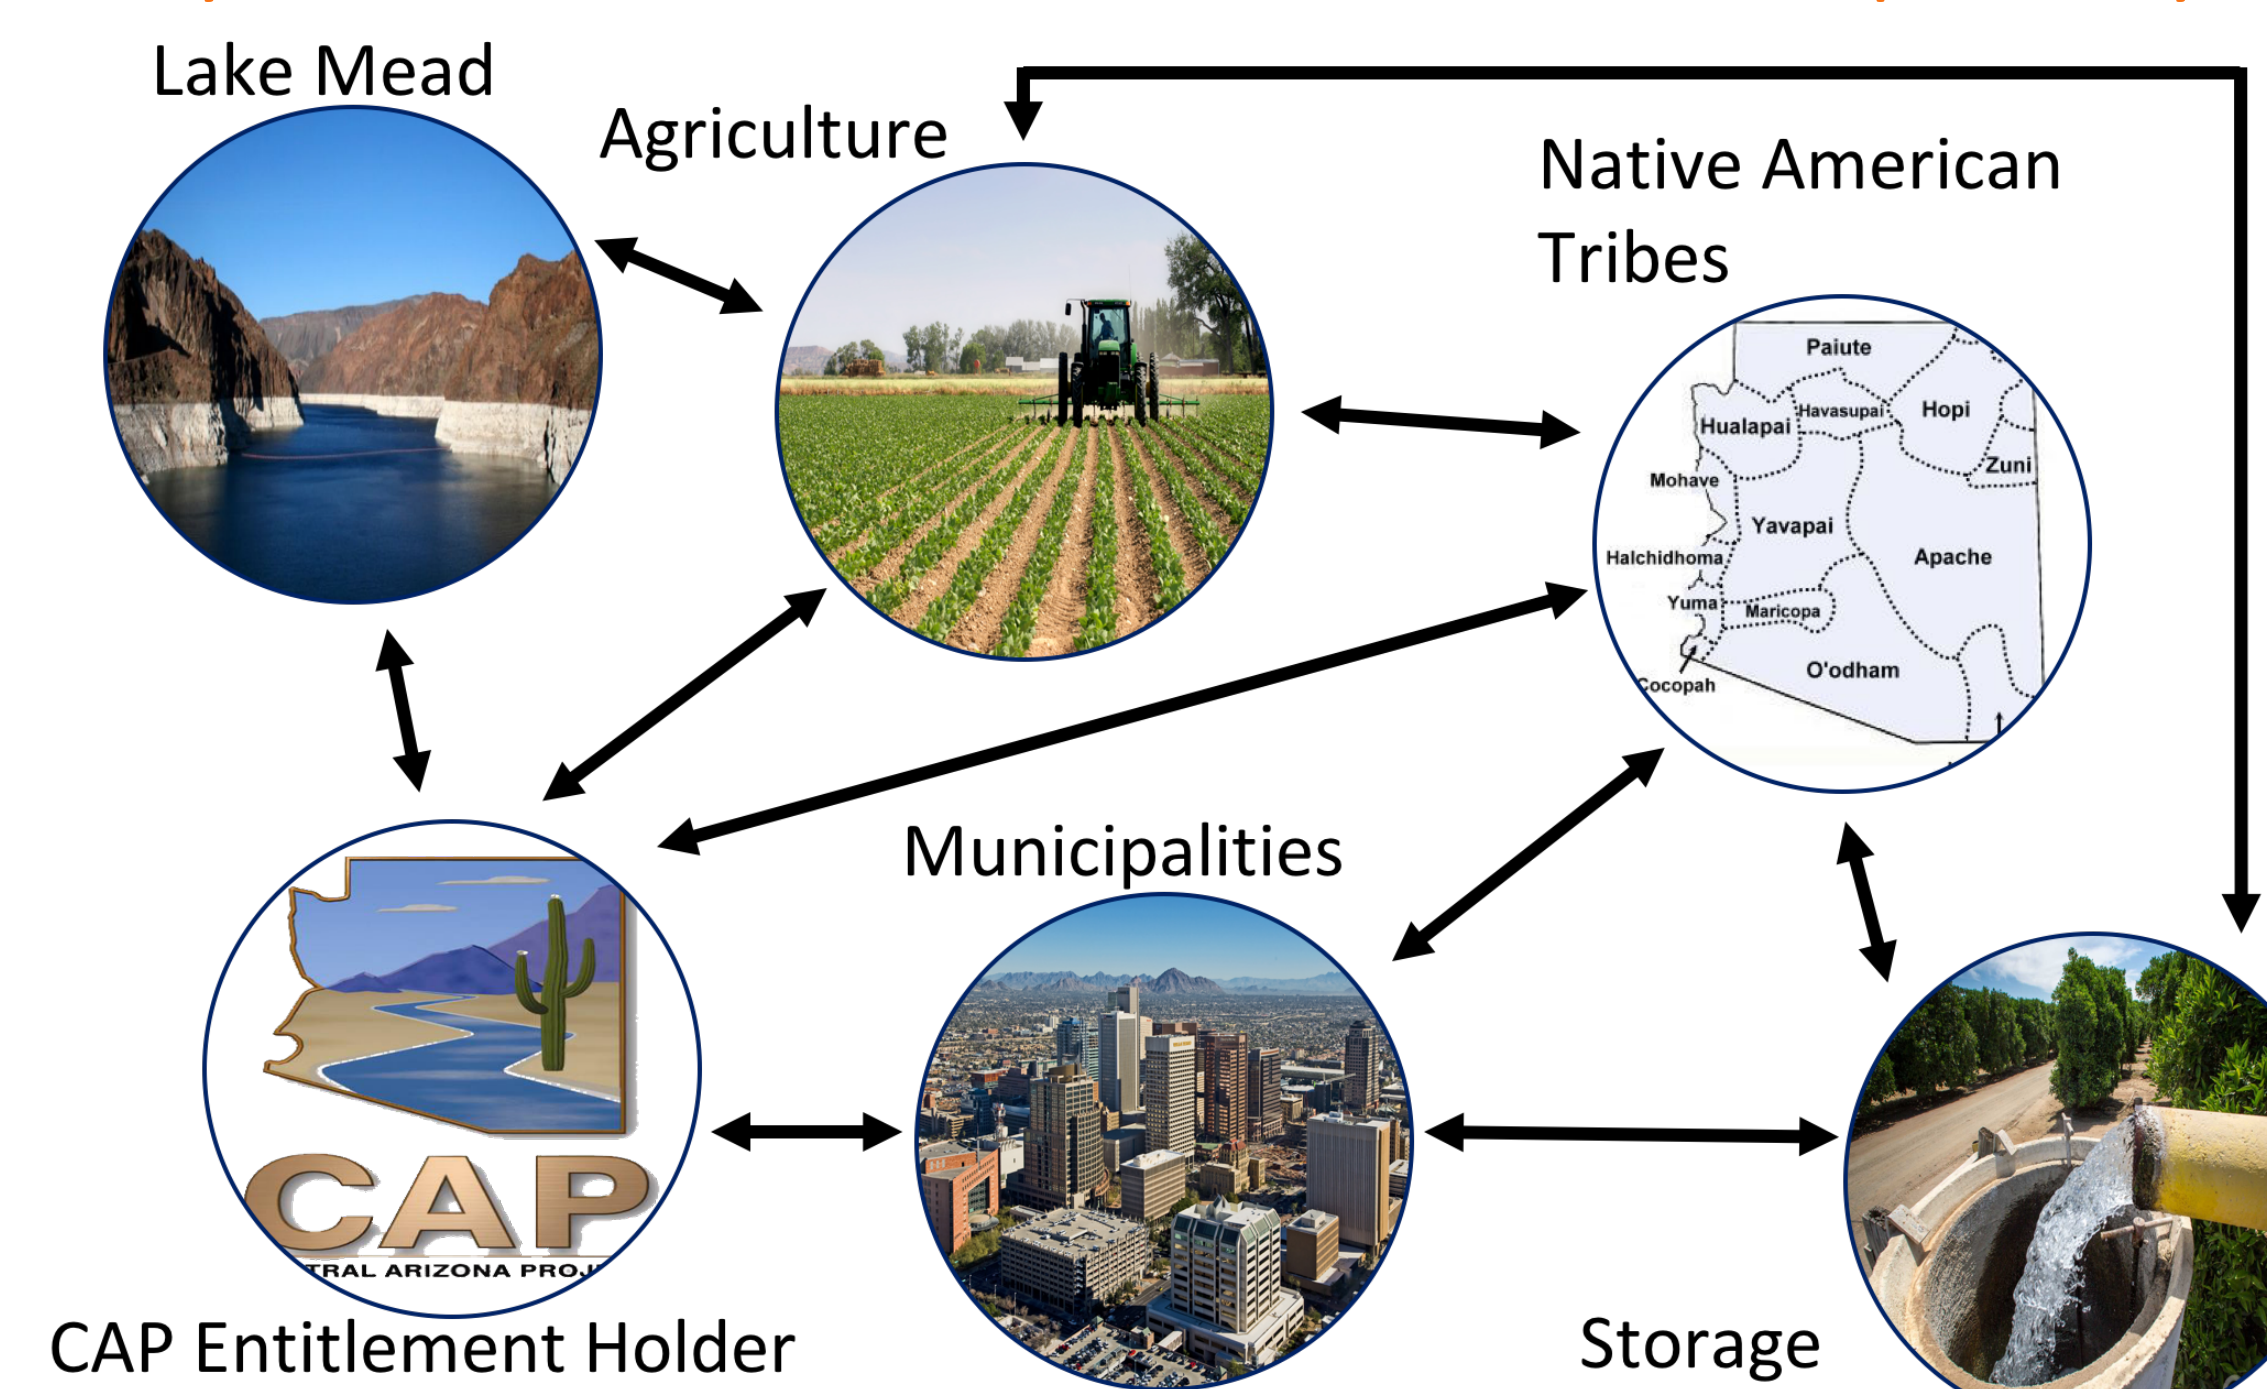 Lake Mead
Agriculture
Native American
Tribes
Paiute
Havasupai
Hopi
Hualapai
Zuni
Mohave
Yavapai
Halchidhoma
Apache
Yuma
Maricopa
O'odham
Cocopah
Municipalities
CAP
TRAL ARIZONA PROJ
CAP Entitlement Holder
Storage